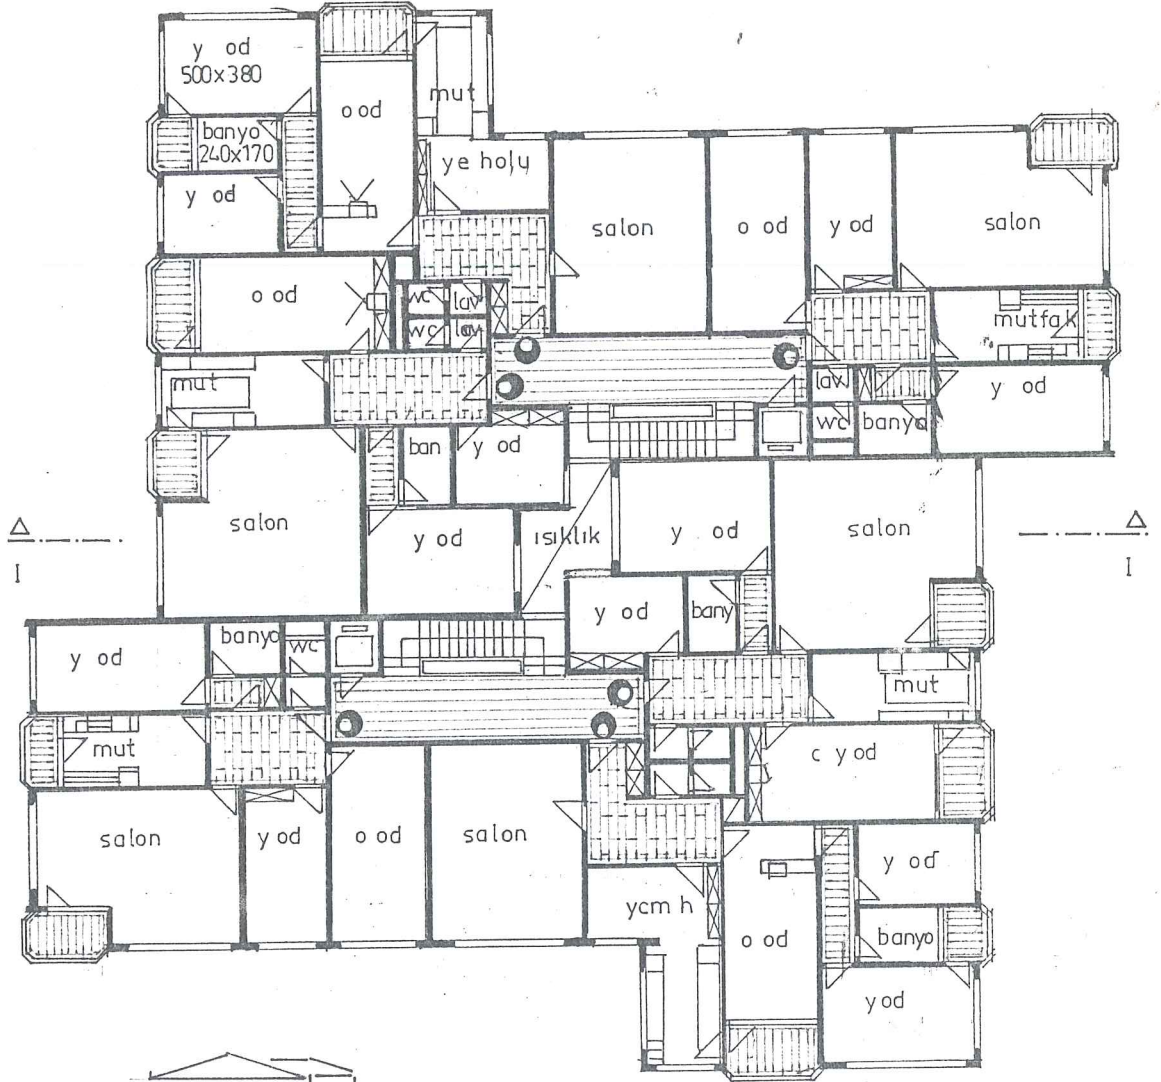 y od
500x380
o od
mut
banyo
240x170
ye holy
y od
salon
o od
y od
salon
o od
wc
lav
wc
lav
mutfak
mut
lav
y od
wc
banyo
ban
y od
salon
y od
ısıklık
y od
salon
I
I
y od
bany
y od
banyo
wc
mut
mut
c y od
salon
y od
o od
salon
y od
ycm h
o od
banyo
y od